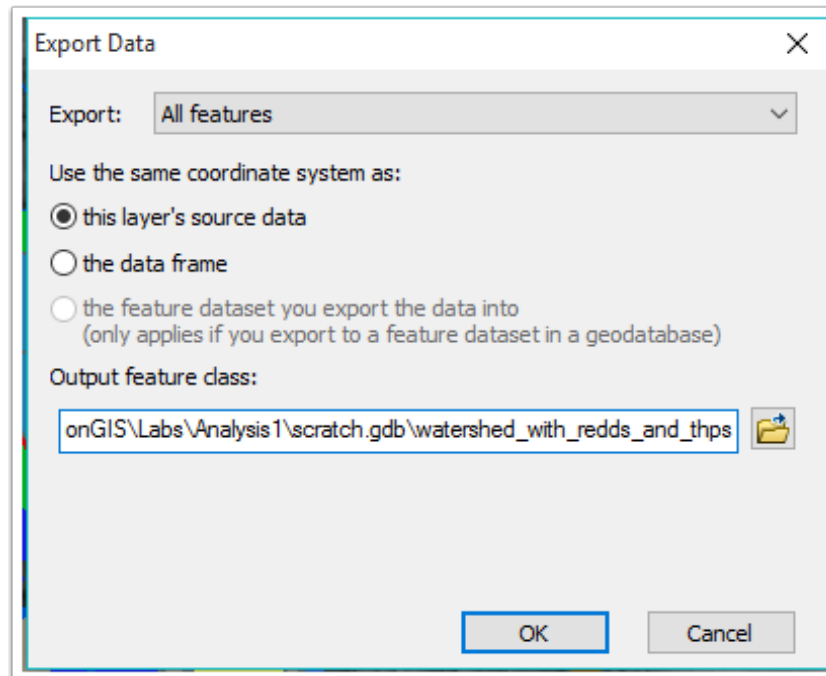 Export Data
Export: All features
Use the same coordinate system as:
this layer's source data
the data frame
the feature dataset you export the data into
(only applies if you export to a feature dataset in a geodatabase)
Output feature class:
onGIS\Labs\Analysis1\scratch.gdb\watershed_with_redds_and_thps
OK Cancel